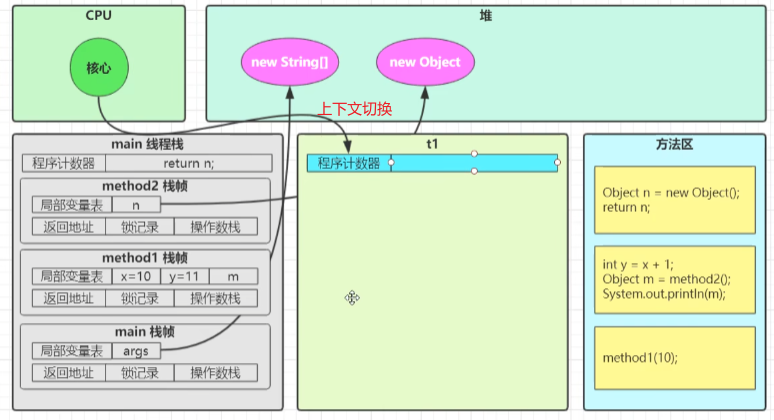 CPU
核心
堆
new String[]
new Object
上下文切换
main 线程栈
程序计数器 return n;
method2 栈帧
局部变量表 n
返回地址 锁记录 操作数栈
method1 栈帧
局部变量表 x=10 y=11 m
返回地址 锁记录 操作数栈
main 栈帧
局部变量表 args
返回地址 锁记录 操作数栈
t1
程序计数器
方法区
Object n = new Object();
return n;
int y = x + 1;
Object m = method2();
System.out.println(m);
method1(10);